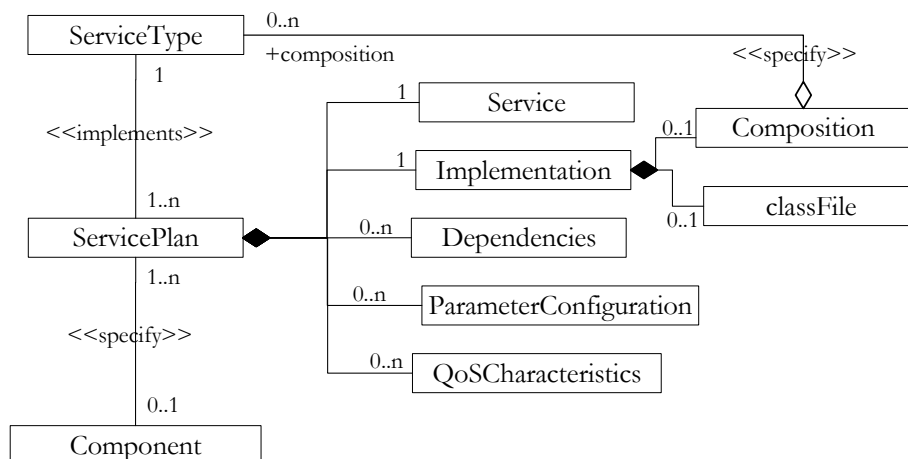 0..n
ServiceType
+composition
<<specify>>
1
1
Service
0..1
Composition
<<implements>>
1
Implementation
classFile
0..1
1..n
0..n
ServicePlan
Dependencies
1..n
0..n
ParameterConfiguration
<<specify>>
0..n
QoSCharacteristics
0..1
Component